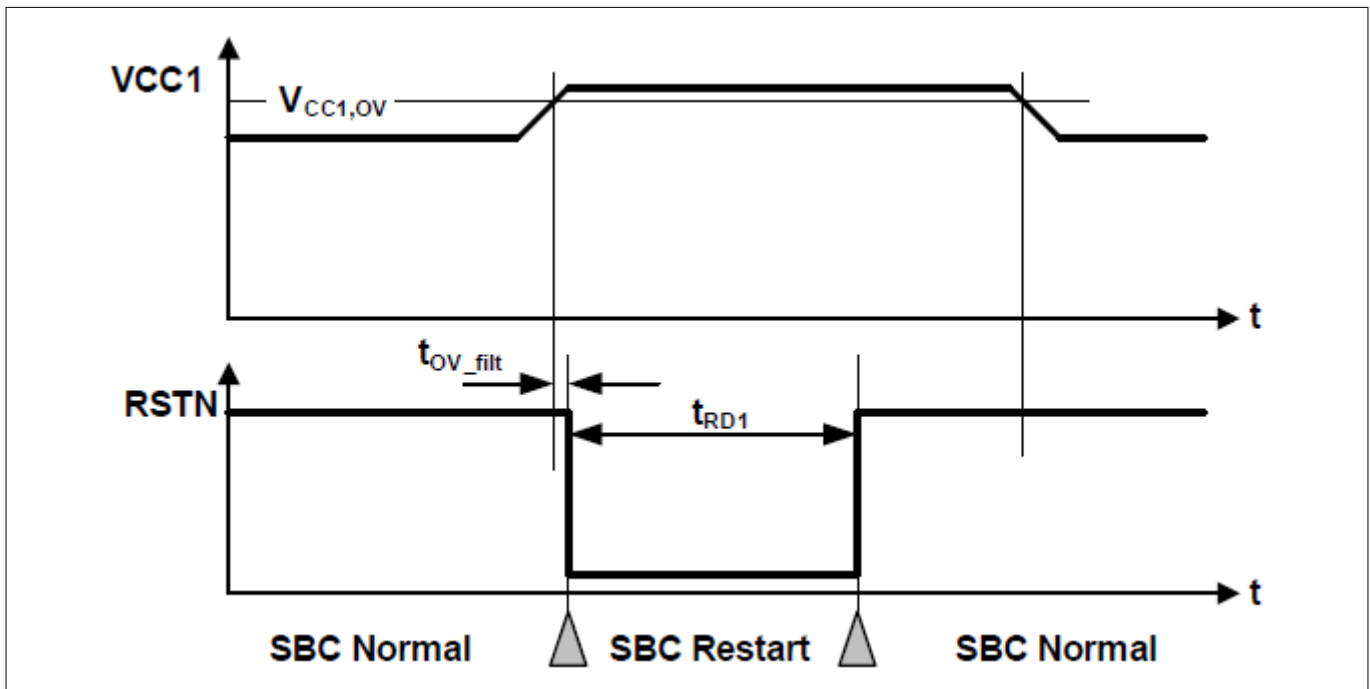 VCC1
VCC1,OV
t
tOV_filt
RSTN
tRD1
t
SBC Normal
SBC Restart
SBC Normal